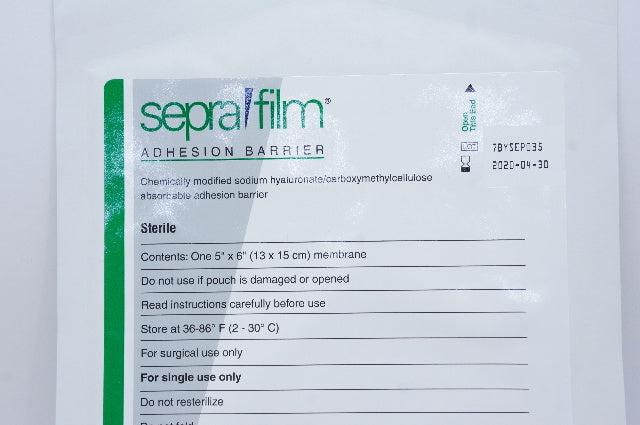 seprafilm®
ADHESION BARRIER
Open
This End
LOT 7BYSEP035
2020-04-30
Chemically modified sodium hyaluronate/carboxymethylcellulose
absorbable adhesion barrier
Sterile
Contents: One 5" x 6" (13 x 15 cm) membrane
Do not use if pouch is damaged or opened
Read instructions carefully before use
Store at 36-86° F (2 - 30° C)
For surgical use only
For single use only
Do not resterilize
Do not fold